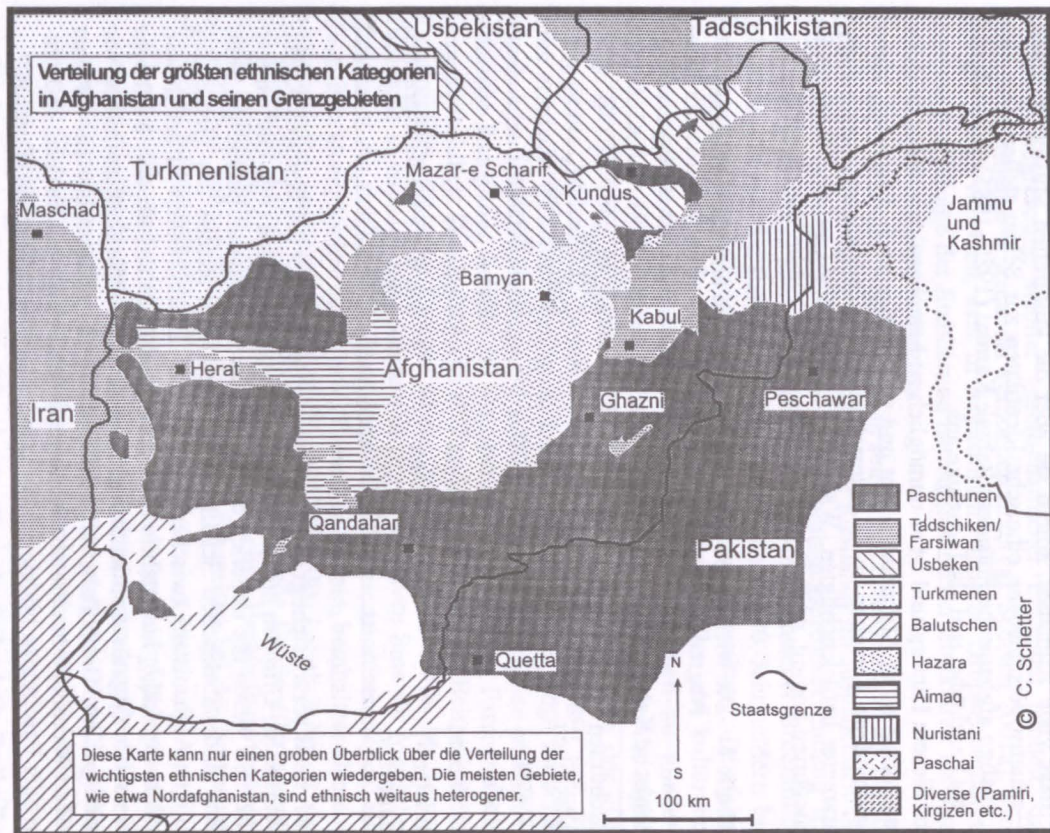 Verteilung der größten ethnischen Kategorien
in Afghanistan und seinen Grenzgebieten
Usbekistan
Tadschikistan
Turkmenistan
Maschad
Mazar-e Scharif
Kundus
Jammu
und
Kashmir
Bamyan
Kabul
Herat
Afghanistan
Iran
Ghazni
Peschawar
Qandahar
Pakistan
Wüste
Quetta
N
S
Staatsgrenze
100 km
Paschtunen
Tadschiken/
Farsiwan
Usbeken
Turkmenen
Balutschen
Hazara
Aimaq
Nuristani
Paschai
Diverse (Pamiri,
Kirgizen etc.)
© C. Schetter
Diese Karte kann nur einen groben Überblick über die Verteilung der
wichtigsten ethnischen Kategorien wiedergeben. Die meisten Gebiete,
wie etwa Nordafghanistan, sind ethnisch weitaus heterogener.